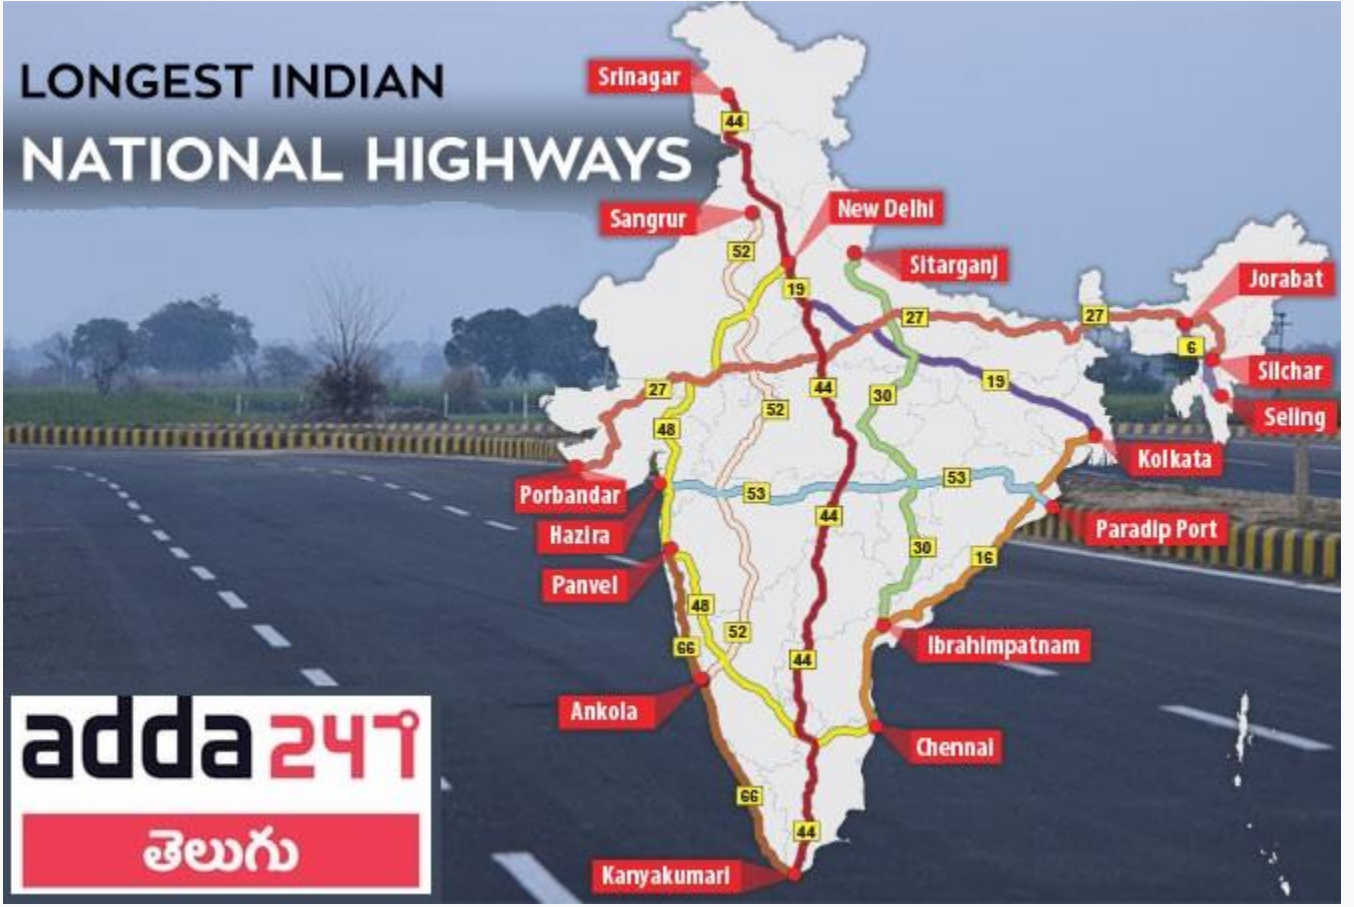 LONGEST INDIAN
NATIONAL HIGHWAYS
Srinagar
44
Sangrur
New Delhi
52
Sitarganj
19
Jorabat
27
27
6
Silchar
27
44
30
19
52
Seling
48
Kolkata
Porbandar
53
53
Hazira
44
Paradip Port
Panvel
30
16
48
52
66
Ibrahimpatnam
44
Ankola
Chennai
66
44
Kanyakumari
adda 247
తెలుగు